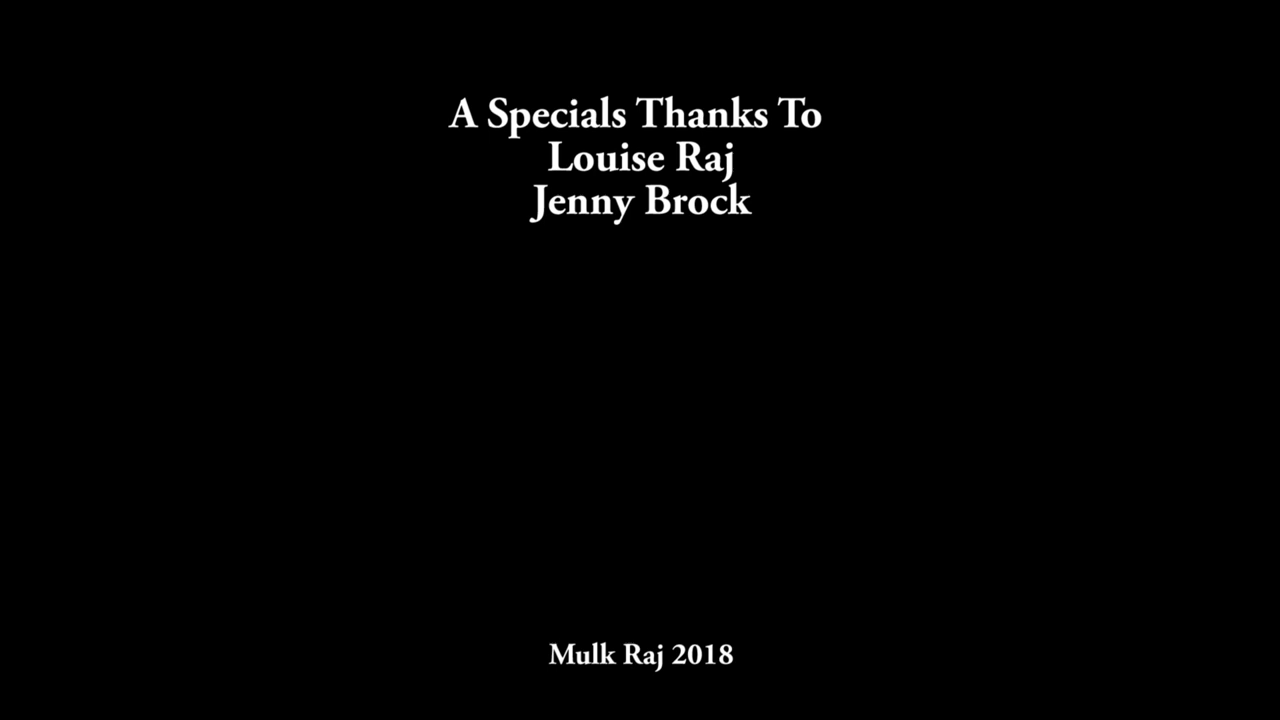 A Specials Thanks To
Louise Raj
Jenny Brock
Mulk Raj 2018